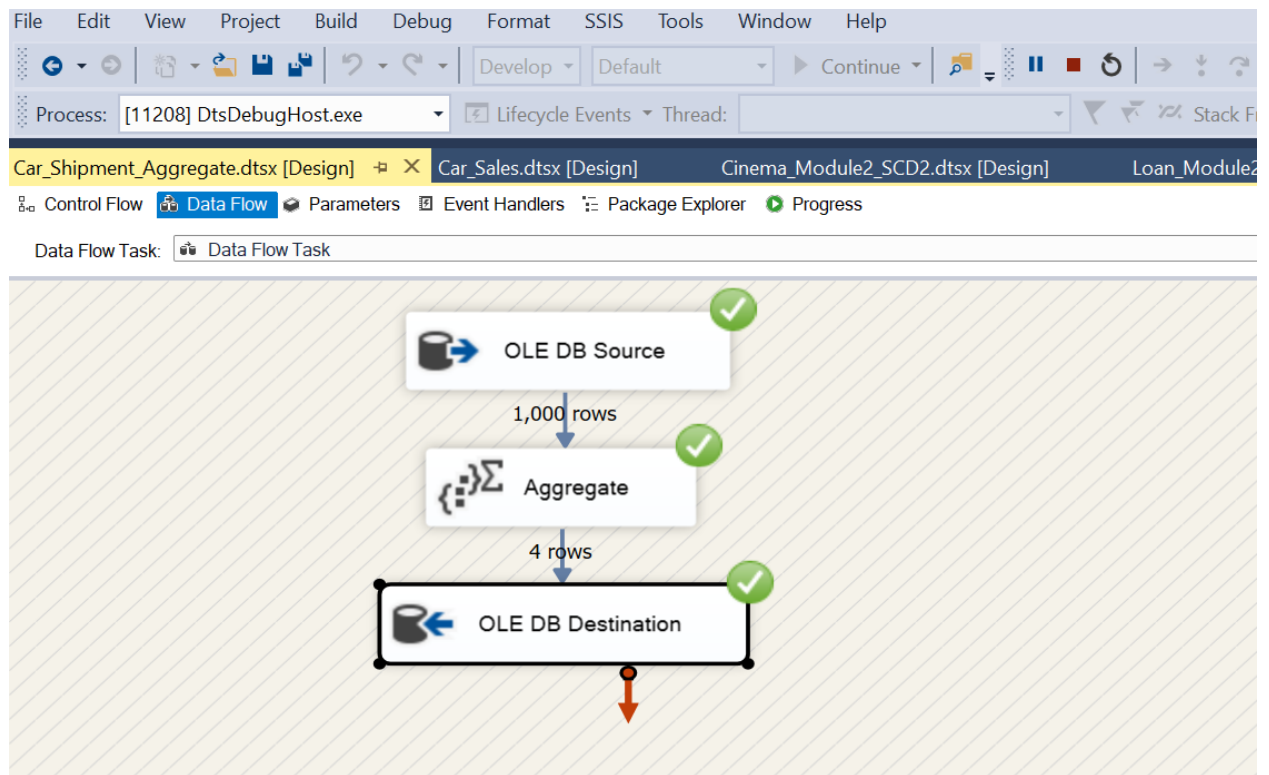 File Edit View Project Build Debug Format SSIS Tools Window Help
Develop Default Continue
Process: [11208] DtsDebugHost.exe Lifecycle Events Thread: Stack
Car_Shipment_Aggregate.dtsx [Design] Car_Sales.dtsx [Design] Cinema_Module2_SCD2.dtsx [Design] Loan_Module2
Control Flow Data Flow Parameters Event Handlers Package Explorer Progress
Data Flow Task: Data Flow Task
OLE DB Source
1,000 rows
Aggregate
4 rows
OLE DB Destination